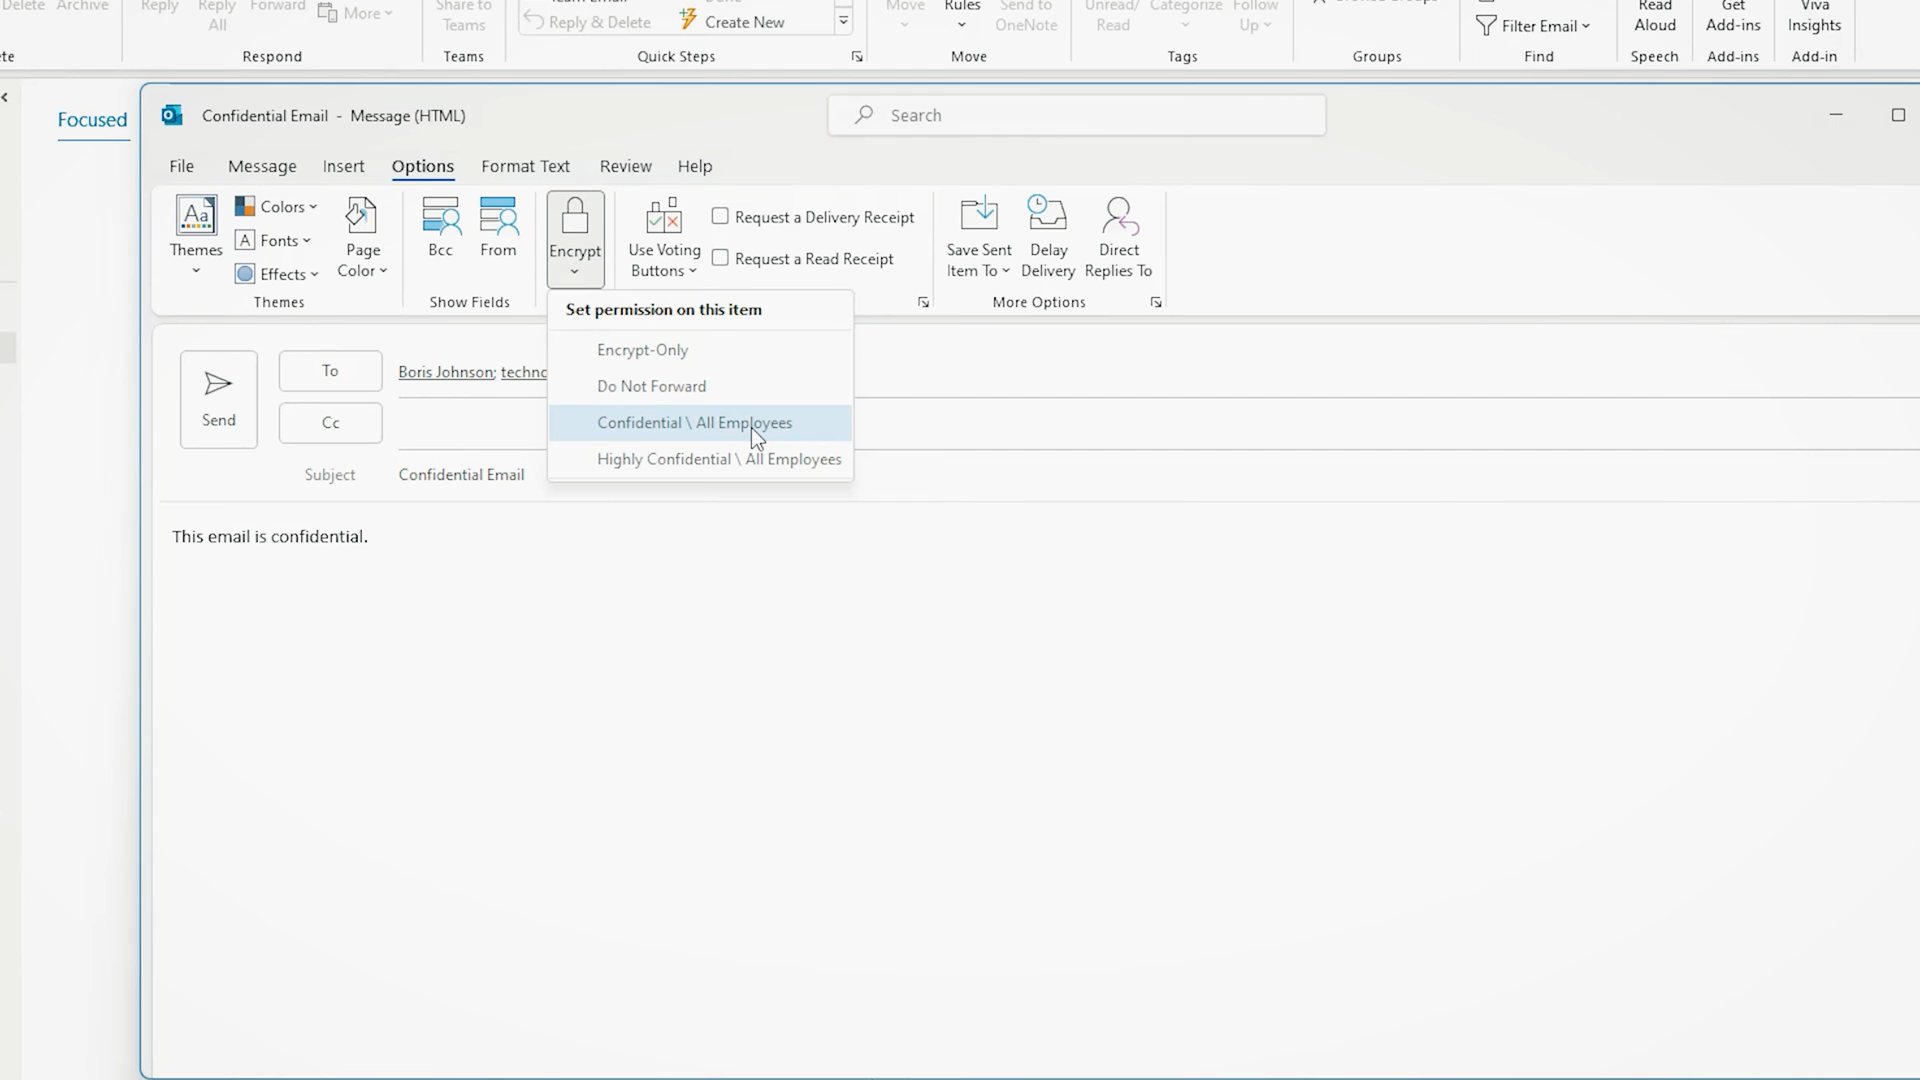 Delete Archive Reply Reply Forward Share to Move Rules Send to Unread/ Categorize Follow Read Get Viva
All More Teams Reply & Delete Create New OneNote Read Up Filter Email Aloud Add-ins Insights
Respond Teams Quick Steps Move Tags Groups Find Speech Add-ins Add-in
Focused
Confidential Email - Message (HTML)
Search
File Message Insert Options Format Text Review Help
Themes
Colors
Fonts
Effects
Page
Color
Themes
Bcc From
Show Fields
Encrypt
Use Voting
Buttons
Request a Delivery Receipt
Request a Read Receipt
Save Sent
Item To
Delay
Delivery
Direct
Replies To
More Options
Set permission on this item
Encrypt-Only
Do Not Forward
Confidential \ All Employees
Highly Confidential \ All Employees
Send
To
Boris Johnson; techno
Cc
Subject
Confidential Email
This email is confidential.